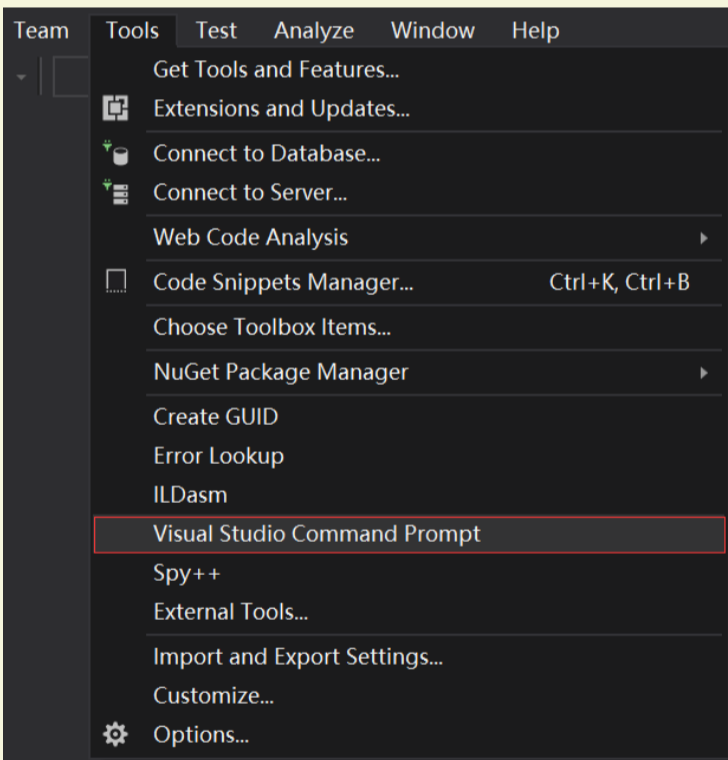 Team Tools Test Analyze Window Help
Get Tools and Features...
Extensions and Updates...
Connect to Database...
Connect to Server...
Web Code Analysis
Code Snippets Manager... Ctrl+K, Ctrl+B
Choose Toolbox Items...
NuGet Package Manager
Create GUID
Error Lookup
ILDasm
Visual Studio Command Prompt
Spy++
External Tools...
Import and Export Settings...
Customize...
Options...